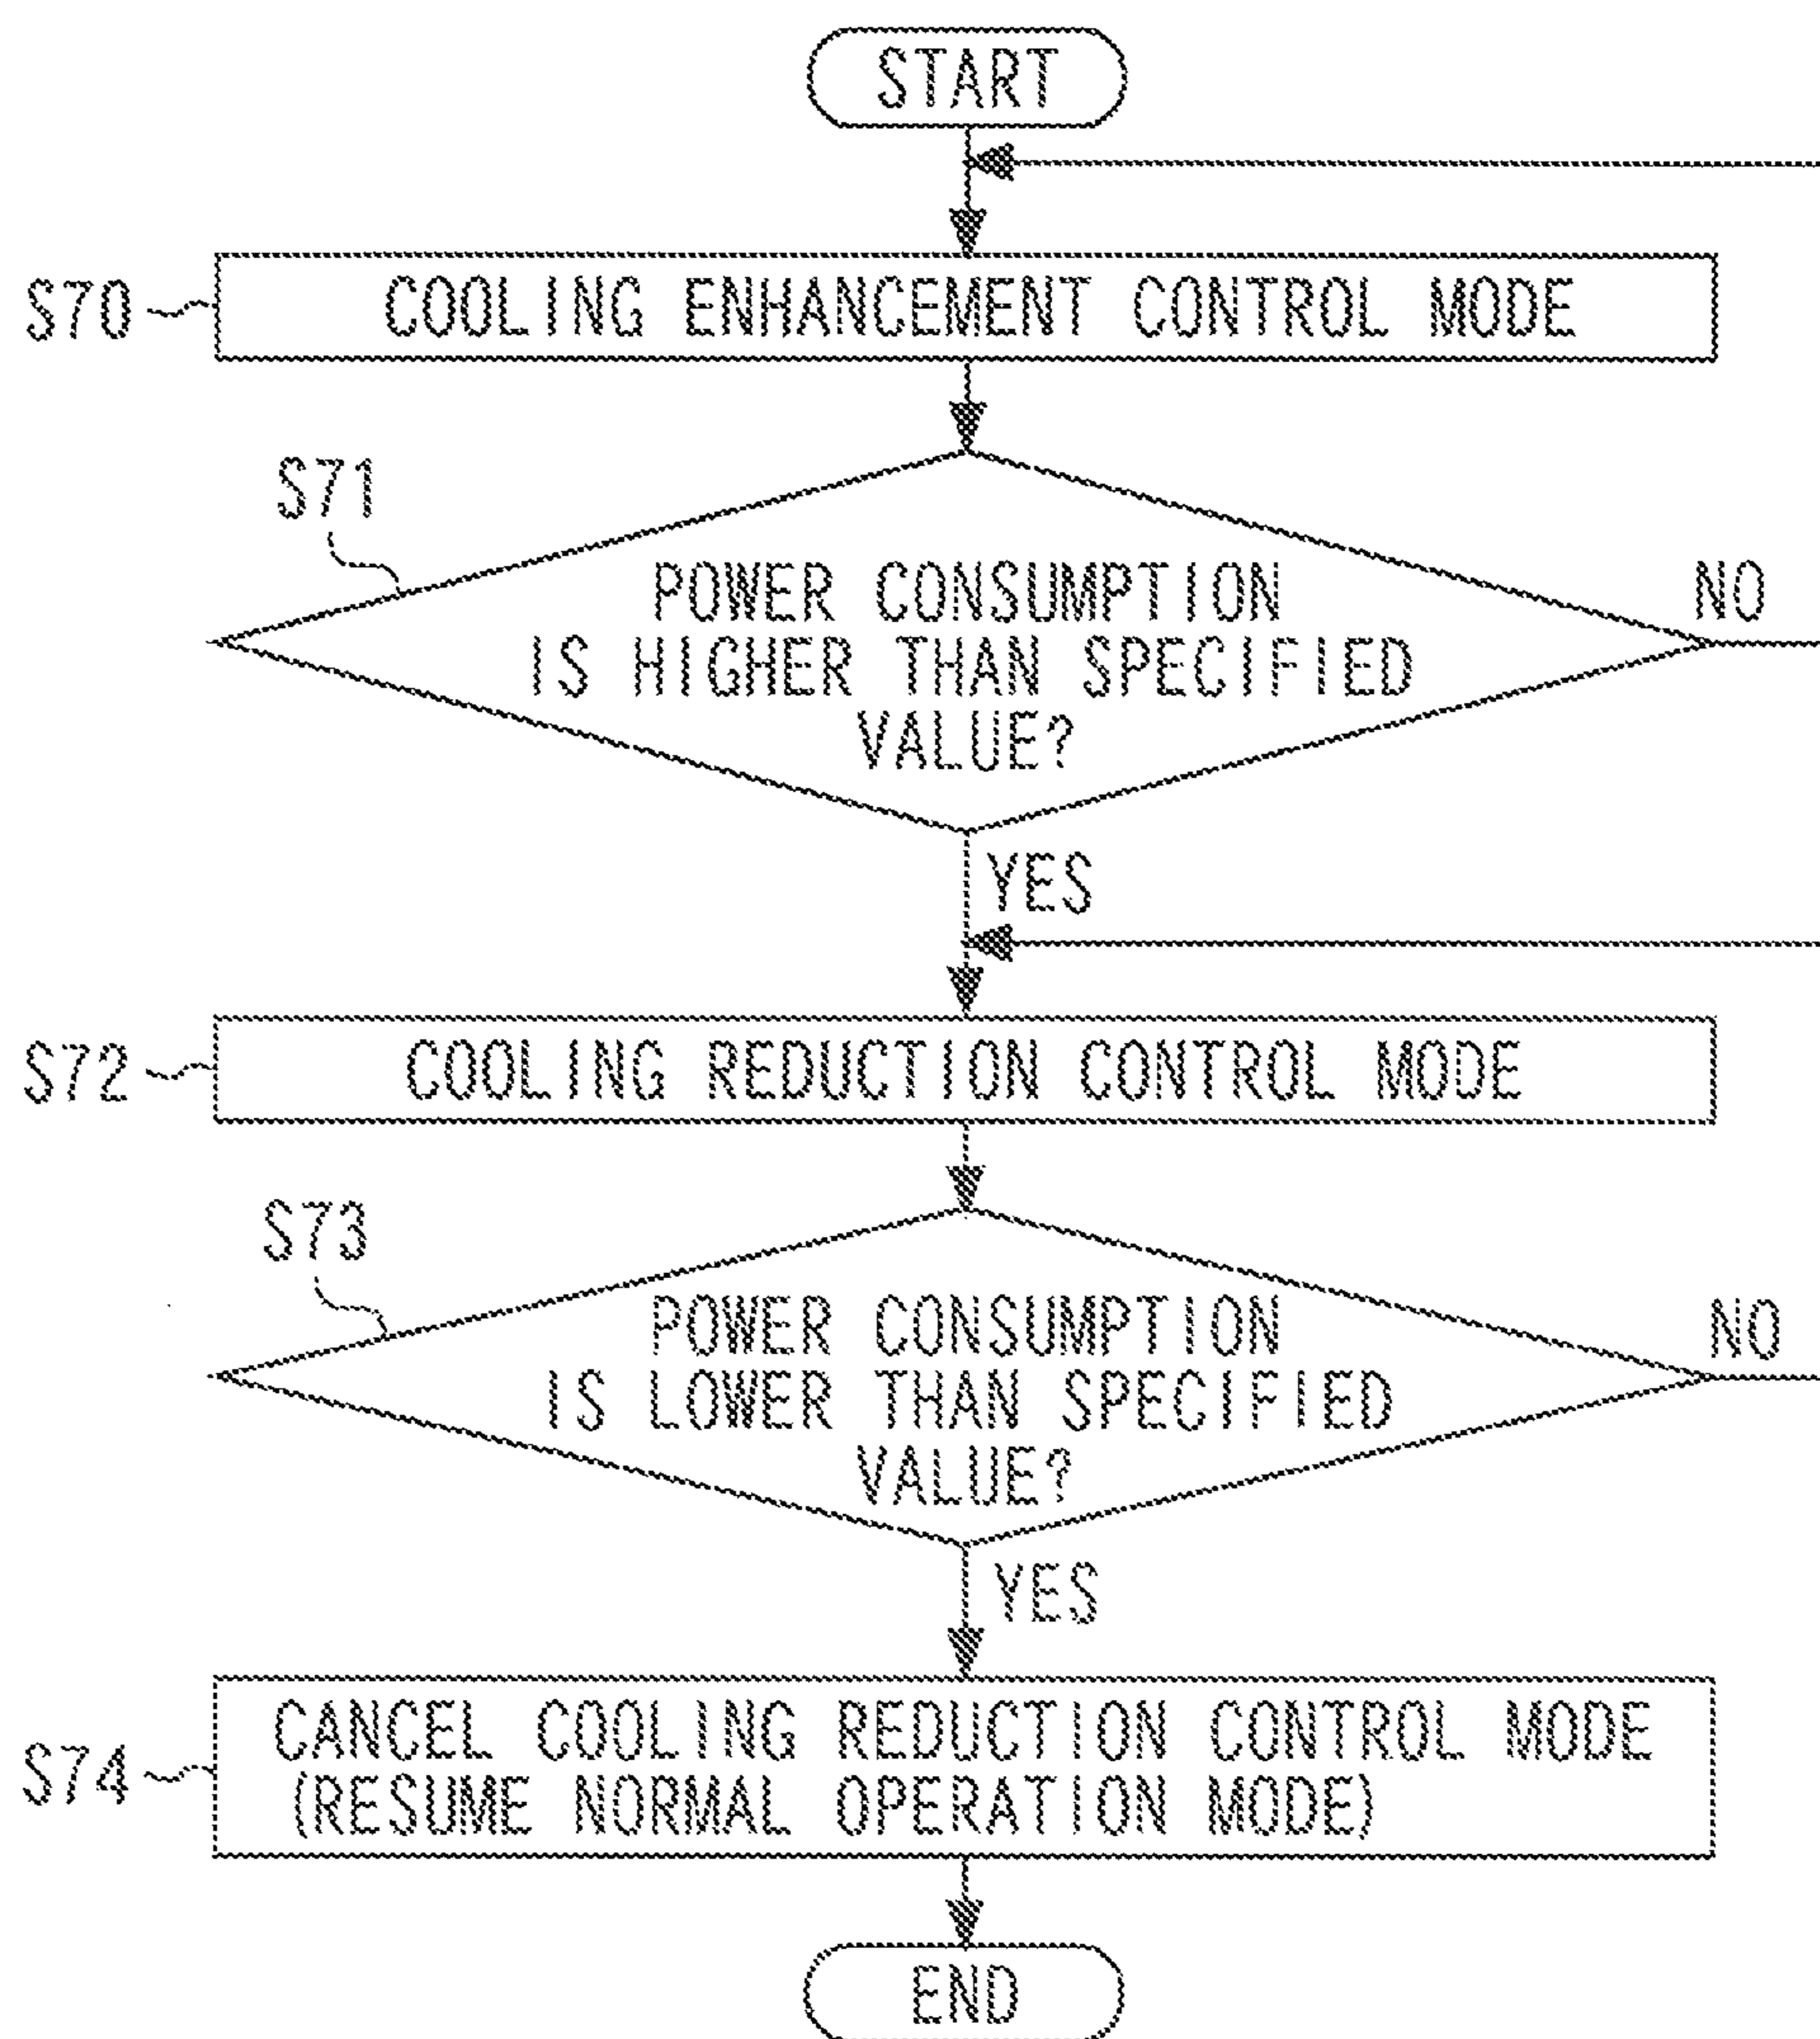 START
S70
COOLING ENHANCEMENT CONTROL MODE
S71
POWER CONSUMPTION
IS HIGHER THAN SPECIFIED
VALUE?
NO
YES
S72
COOLING REDUCTION CONTROL MODE
S73
POWER CONSUMPTION
IS LOWER THAN SPECIFIED
VALUE?
NO
YES
S74
CANCEL COOLING REDUCTION CONTROL MODE
(RESUME NORMAL OPERATION MODE)
END